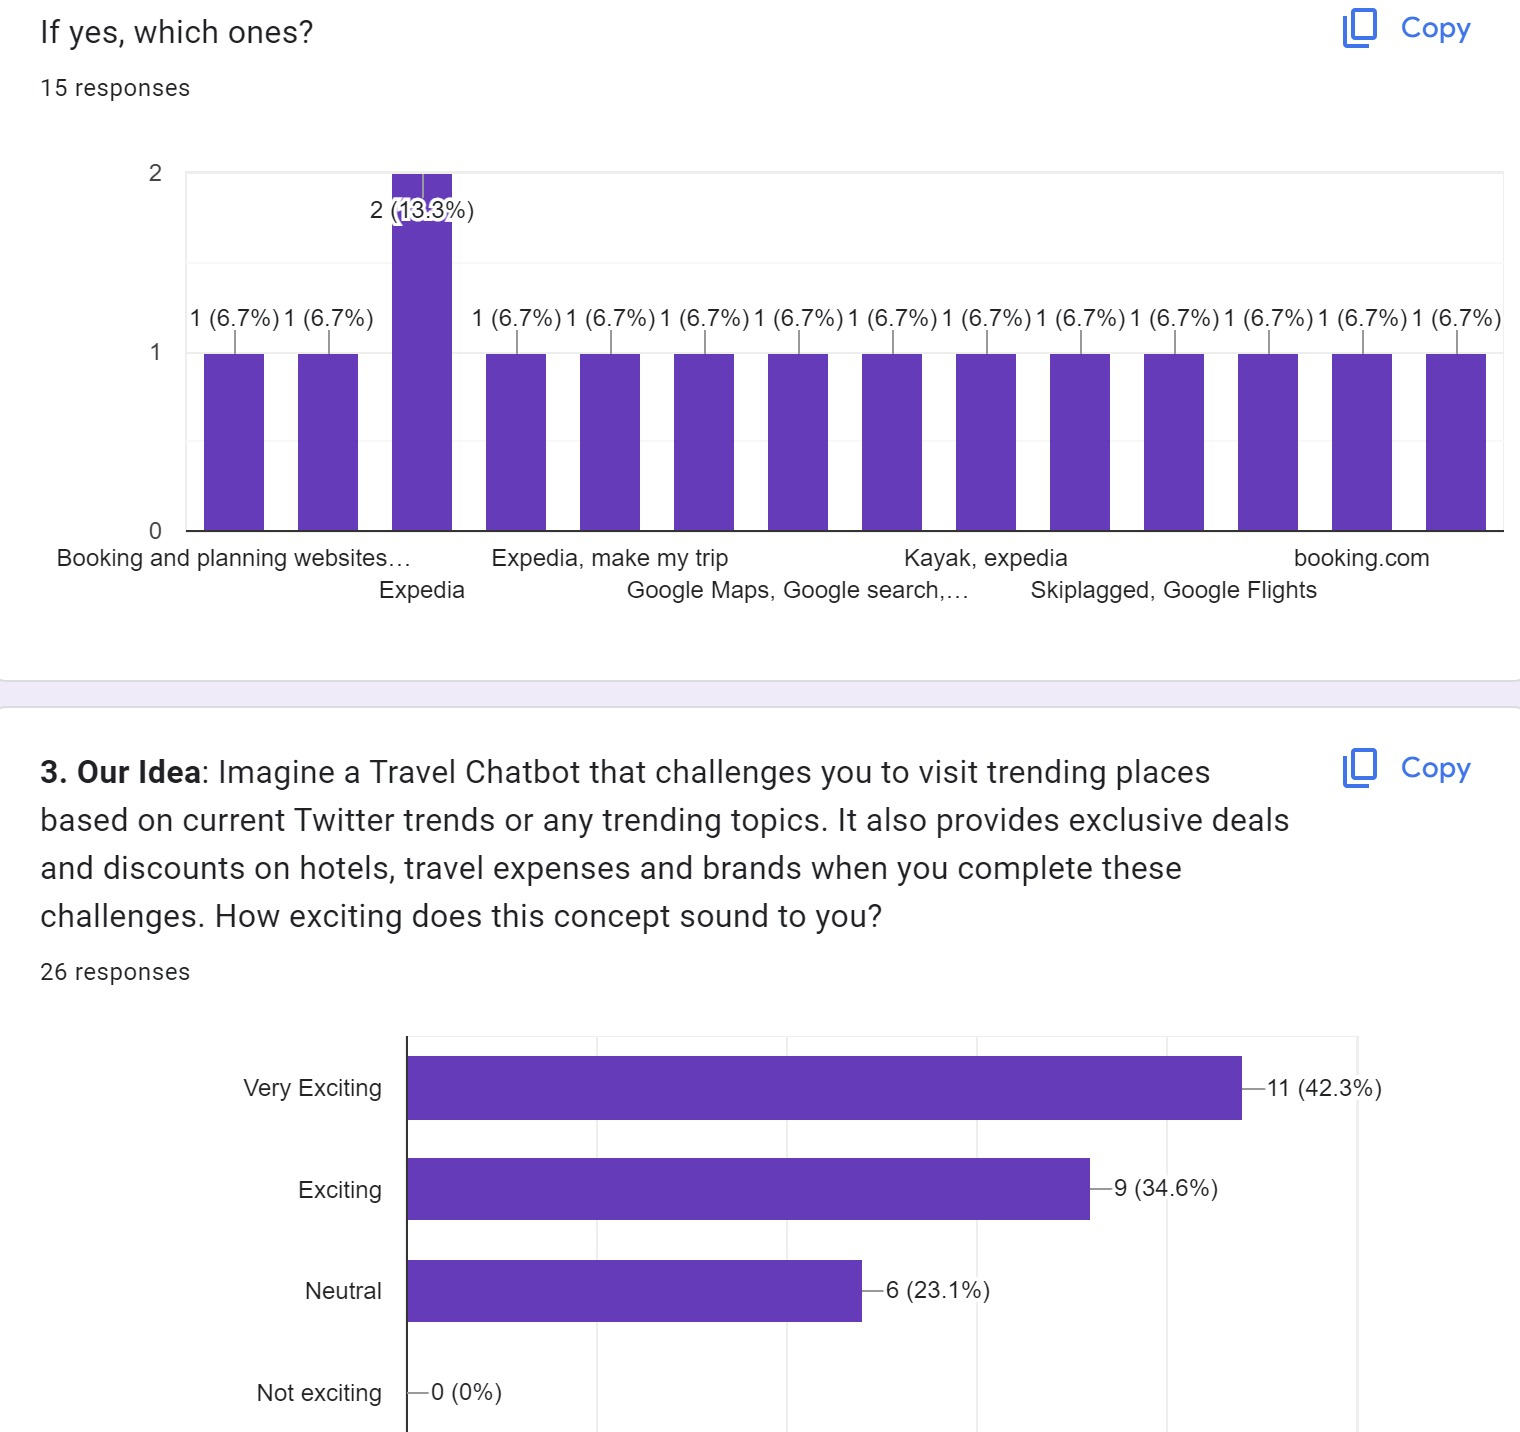 If yes, which ones?
Copy
15 responses
2
2 (13.3%)
1 (6.7%) 1 (6.7%) 1 (6.7%) 1 (6.7%) 1 (6.7%) 1 (6.7%) 1 (6.7%) 1 (6.7%) 1 (6.7%) 1 (6.7%) 1 (6.7%) 1 (6.7%) 1 (6.7%)
1
0
Booking and planning websites… Expedia, make my trip Kayak, expedia booking.com
Expedia Google Maps, Google search,… Skiplagged, Google Flights
3. Our Idea: Imagine a Travel Chatbot that challenges you to visit trending places
Copy
based on current Twitter trends or any trending topics. It also provides exclusive deals
and discounts on hotels, travel expenses and brands when you complete these
challenges. How exciting does this concept sound to you?
26 responses
Very Exciting 11 (42.3%)
Exciting 9 (34.6%)
Neutral 6 (23.1%)
Not exciting 0 (0%)